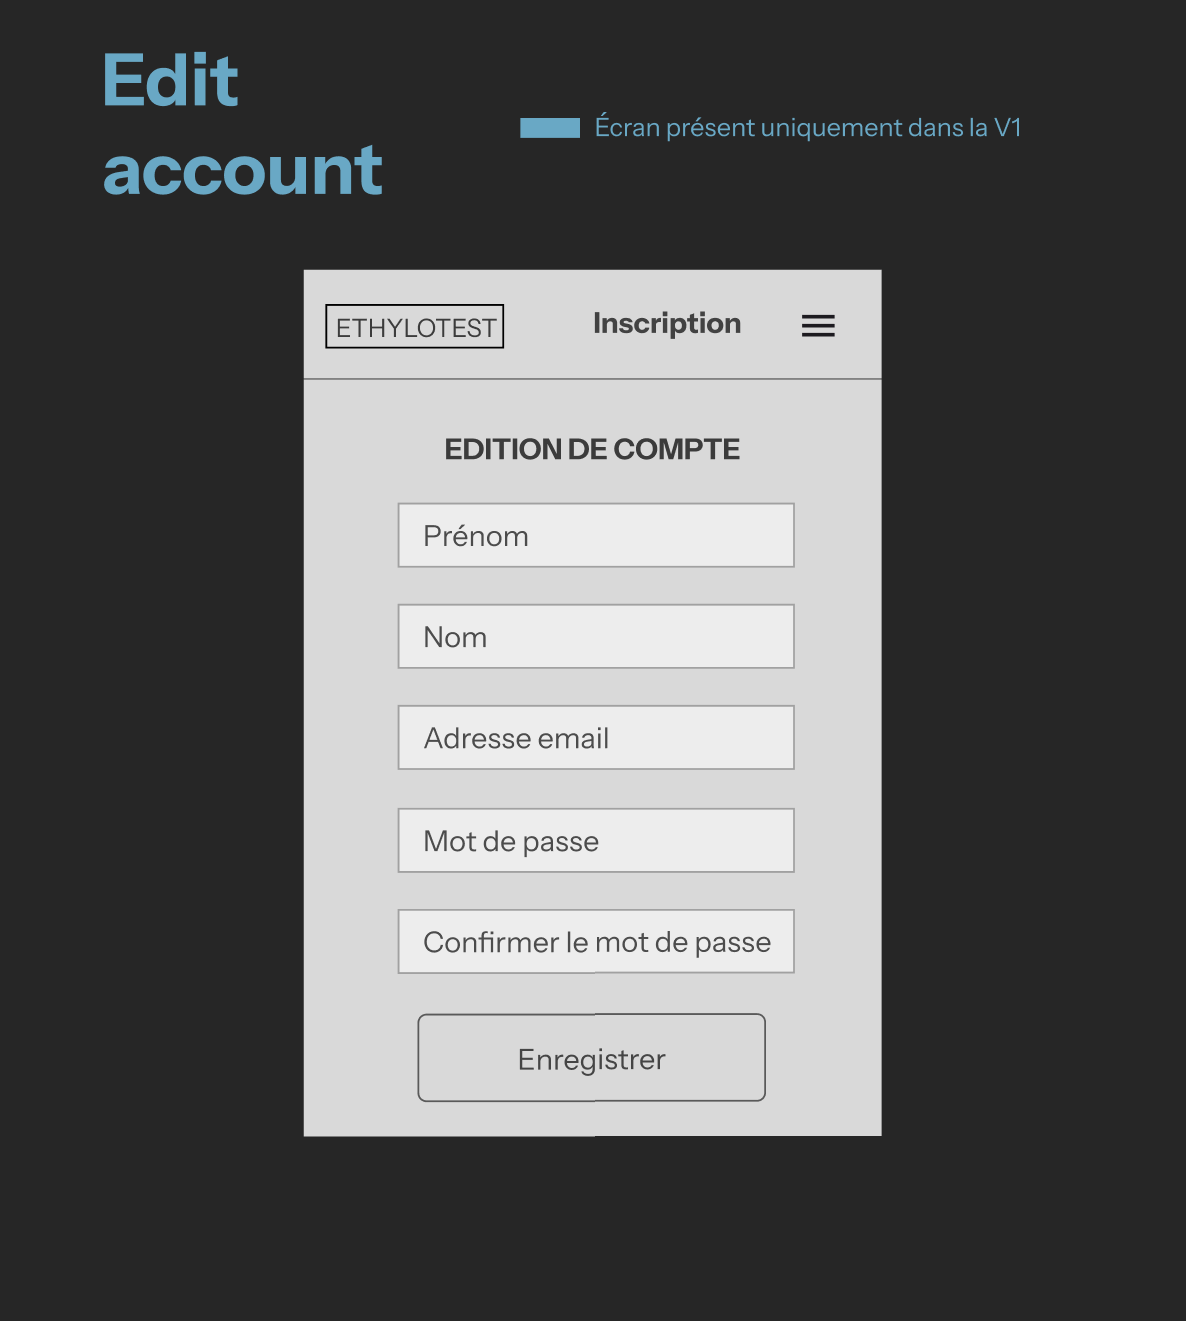 Edit
account
Écran présent uniquement dans la V1
ETHYLOTEST
Inscription
EDITION DE COMPTE
Prénom
Nom
Adresse email
Mot de passe
Confirmer le mot de passe
Enregistrer